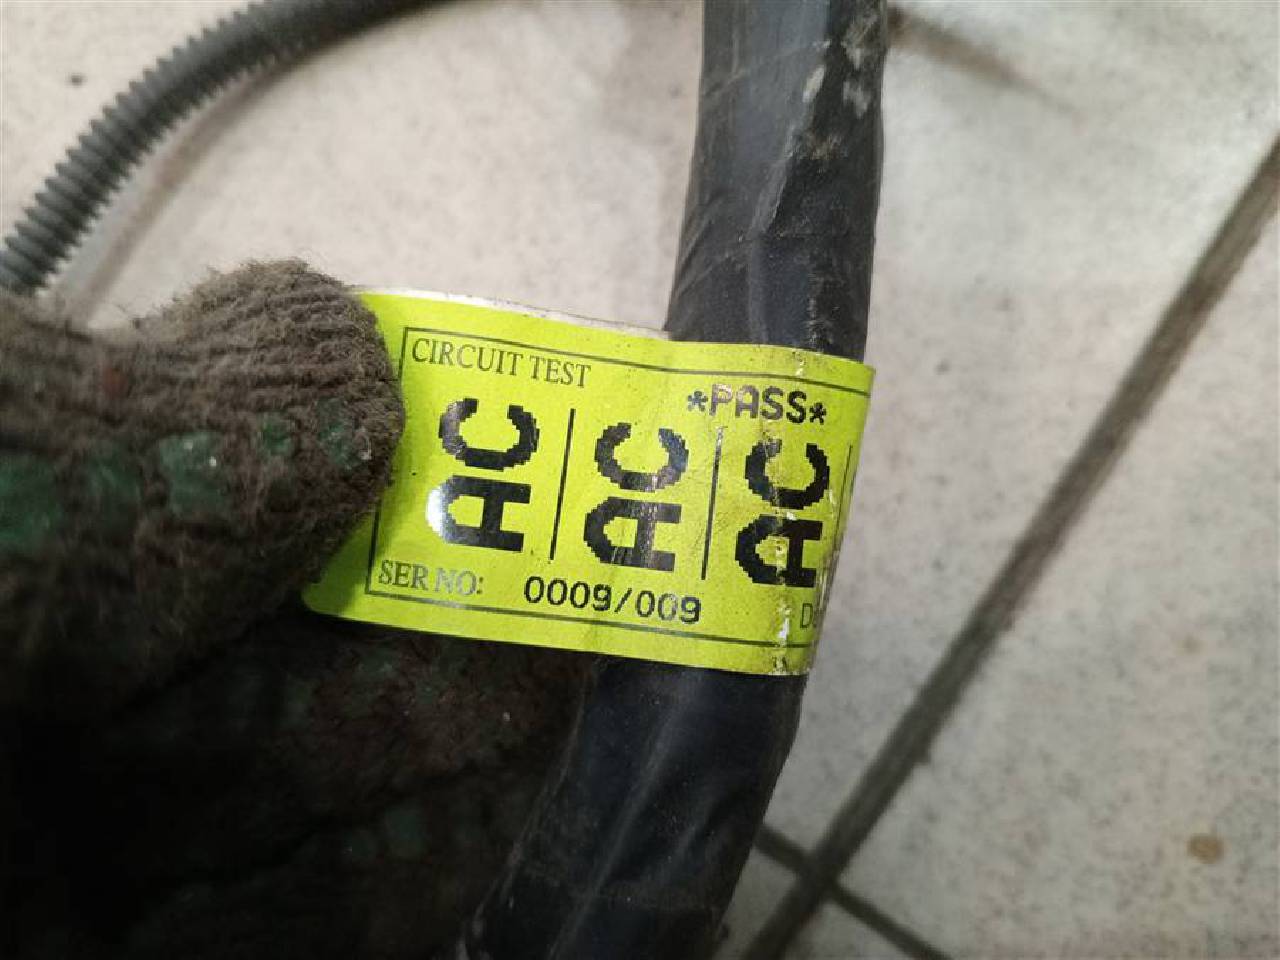 CIRCUIT TEST
*PASS*
AC
AC
AC
SER NO: 0009/009